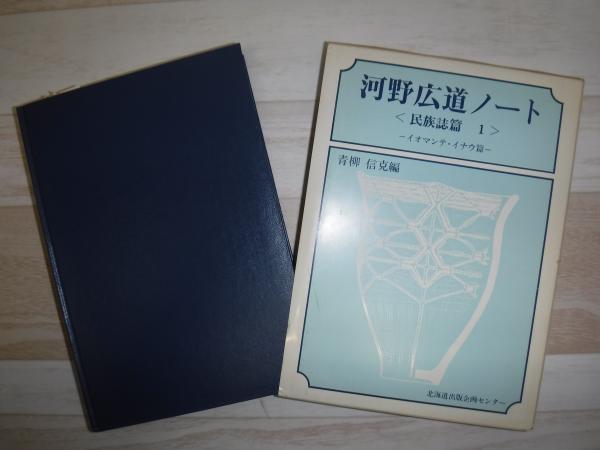 河野広道ノート
<民族誌篇 1>
－イオマンテ・イナウ篇－
青柳 信克編
北海道出版企画センター